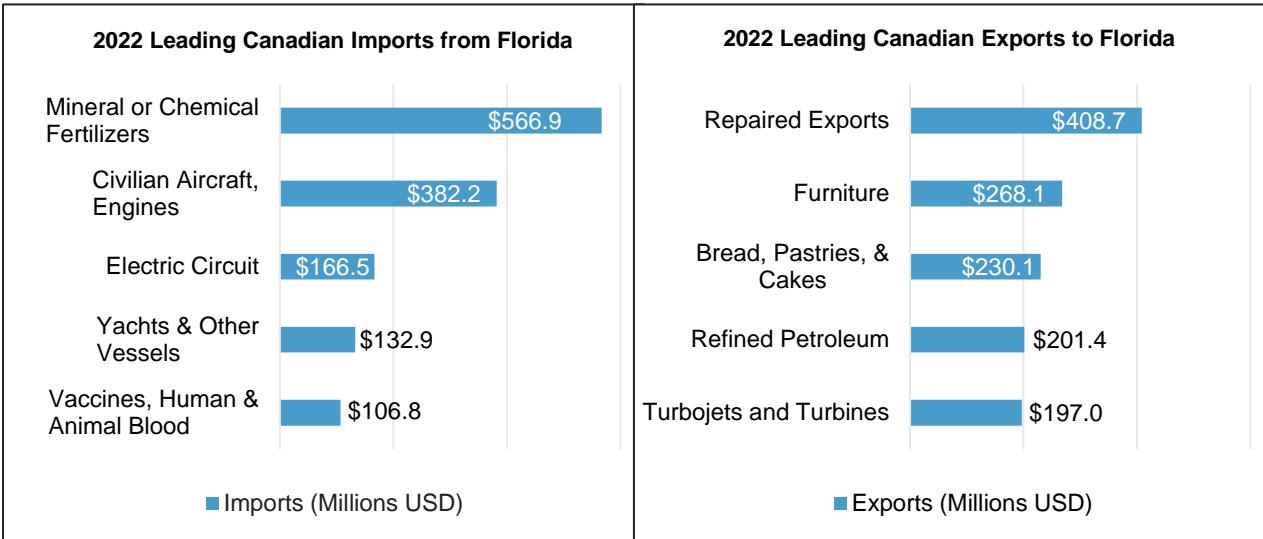 2022 Leading Canadian Imports from Florida
Mineral or Chemical
Fertilizers
$566.9
Civilian Aircraft,
Engines
$382.2
Electric Circuit
$166.5
Yachts & Other
Vessels
$132.9
Vaccines, Human &
Animal Blood
$106.8
Imports (Millions USD)
2022 Leading Canadian Exports to Florida
Repaired Exports
$408.7
Furniture
$268.1
Bread, Pastries, &
Cakes
$230.1
Refined Petroleum
$201.4
Turbojets and Turbines
$197.0
Exports (Millions USD)